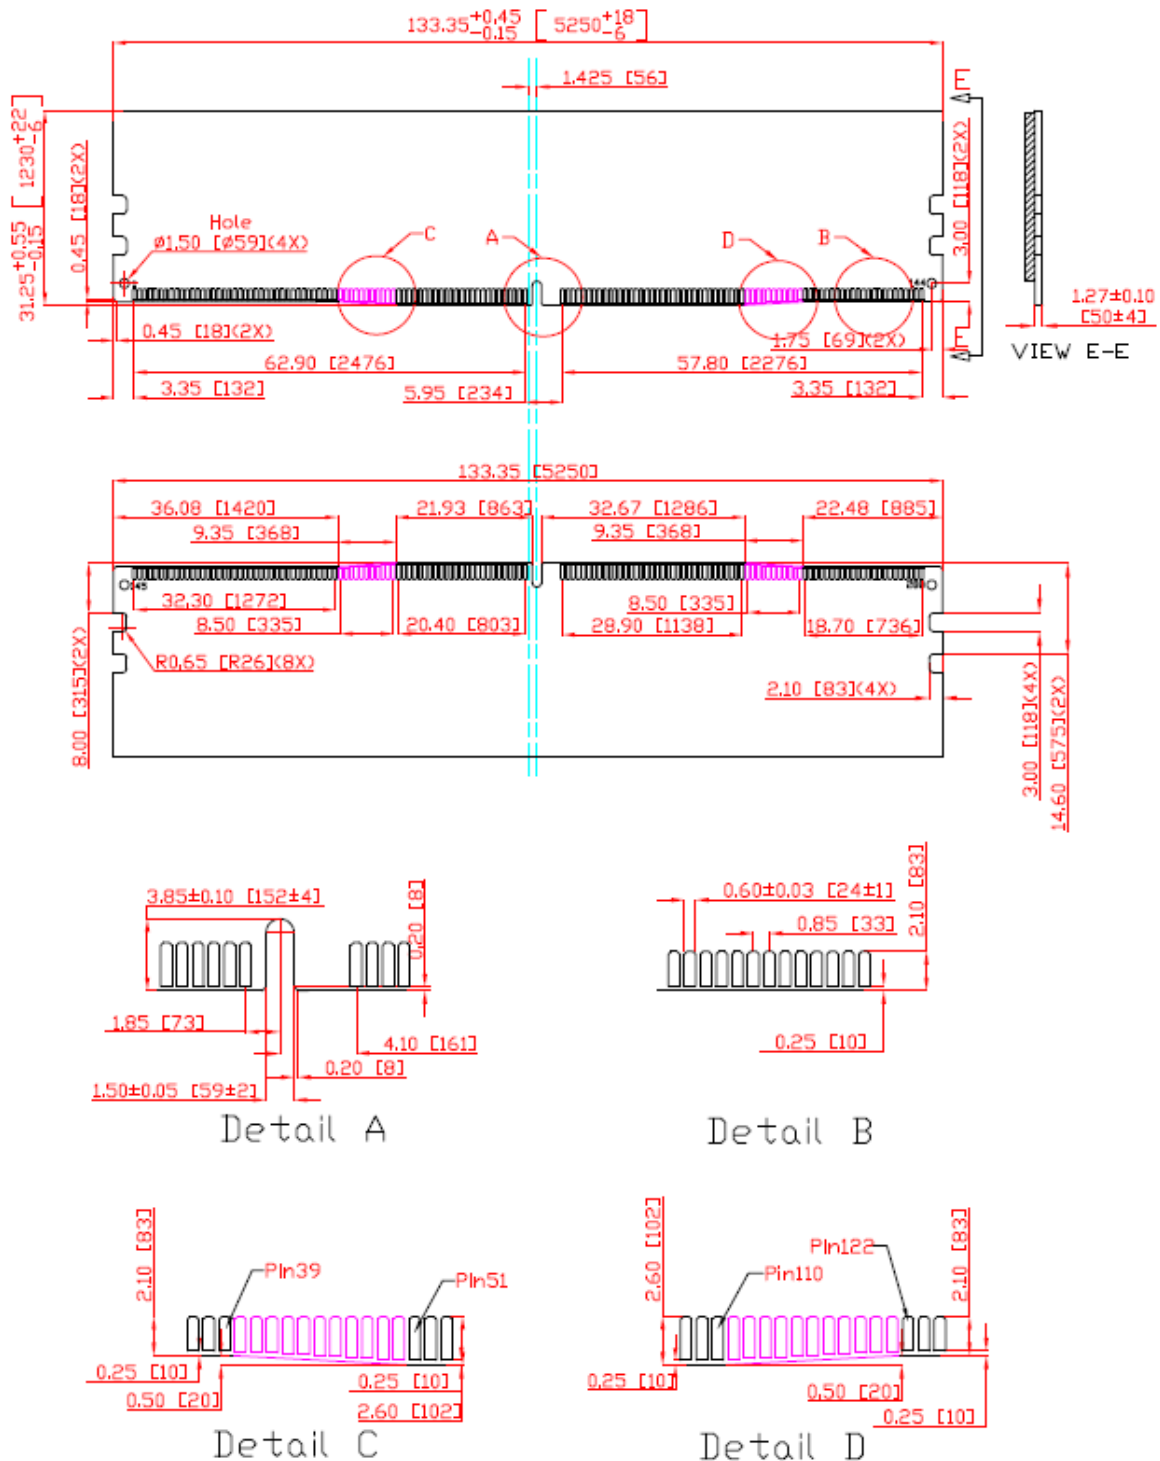 133.35+0.45 -0.15 [5250+18 -6]
1.425 [56]
E
31.25+0.55 -0.15 [1230+22 -6]
0.45 [18](2X)
3.00 [118](2X)
Hole
ø1.50 [ø59](4X)
C
A
D
B
144
1.27±0.10
[50±4]
0.45 [18](2X)
1.75 [69](2X)
E
VIEW E-E
62.90 [2476]
57.80 [2276]
3.35 [132]
5.95 [234]
3.35 [132]
133.35 [5250]
36.08 [1420]
21.93 [863]
32.67 [1286]
22.48 [885]
9.35 [368]
9.35 [368]
145
32.30 [1272]
8.50 [335]
8.50 [335]
20.40 [803]
28.90 [1138]
18.70 [736]
R0.65 [R26](8X)
2.10 [83](4X)
8.00 [315](2X)
3.00 [118](4X)
14.60 [575](2X)
3.85±0.10 [152±4]
0.20 [8]
0.60±0.03 [24±1]
2.10 [83]
0.85 [33]
1.85 [73]
4.10 [161]
0.25 [10]
0.20 [8]
1.50±0.05 [59±2]
Detail A
Detail B
2.10 [83]
PIn39
PIn51
2.60 [102]
PIn122
Pin110
2.10 [83]
0.25 [10]
0.50 [20]
0.25 [10]
2.60 [102]
0.25 [10]
0.50 [20]
0.25 [10]
Detail C
Detail D